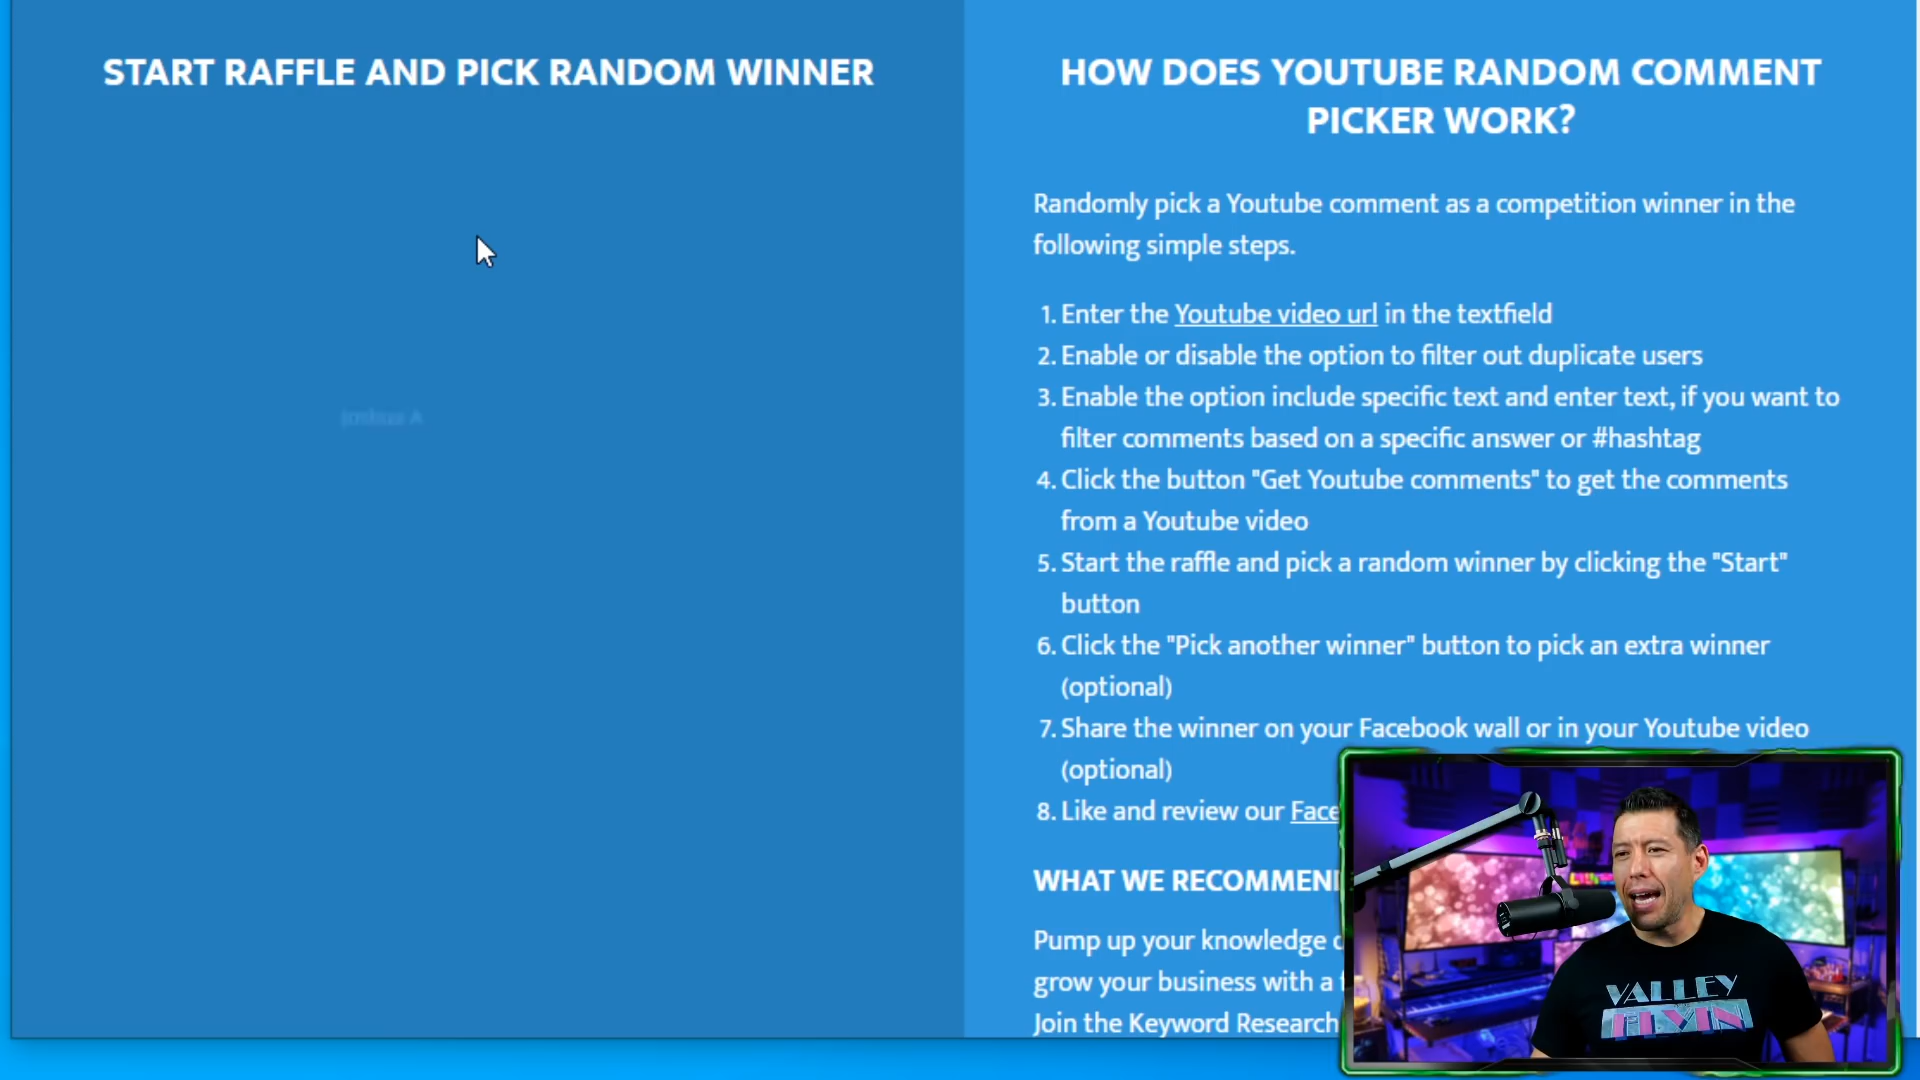 START RAFFLE AND PICK RANDOM WINNER
HOW DOES YOUTUBE RANDOM COMMENT
PICKER WORK?
Randomly pick a Youtube comment as a competition winner in the
following simple steps.
1. Enter the Youtube video url in the textfield
2. Enable or disable the option to filter out duplicate users
3. Enable the option include specific text and enter text, if you want to
filter comments based on a specific answer or #hashtag
4. Click the button "Get Youtube comments" to get the comments
from a Youtube video
5. Start the raffle and pick a random winner by clicking the "Start"
button
6. Click the "Pick another winner" button to pick an extra winner
(optional)
7. Share the winner on your Facebook wall or in your Youtube video
(optional)
8. Like and review our Face
WHAT WE RECOMMEN
Pump up your knowledge
grow your business with a
Join the Keyword Research
VALLEY
FLYIN